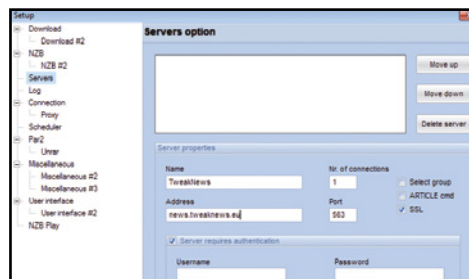 Setup
Download
Download #2
NZB
NZB #2
Servers
Log
Connection
Proxy
Scheduler
Par2
Unrar
Miscellaneous
Miscellaneous #2
Miscellaneous #3
User interface
User interface #2
NZB Play
Servers option
Move up
Move down
Delete server
Server properties
Name
Nr. of connections
TweakNews
1
Select group
ARTICLE cmd
SSL
Address
Port
news.tweaknews.eu
563
Server requires authentication
Username
Password